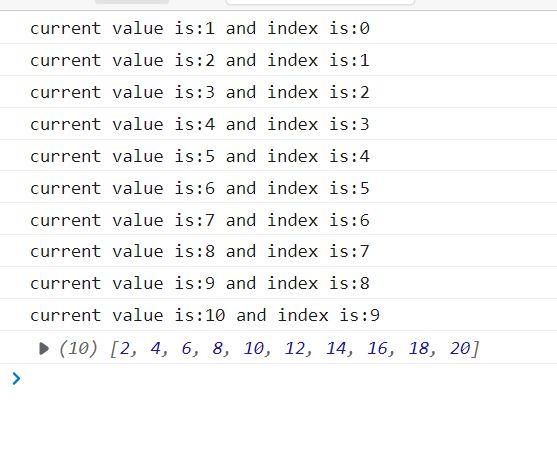 current value is:1 and index is:0
current value is:2 and index is:1
current value is:3 and index is:2
current value is:4 and index is:3
current value is:5 and index is:4
current value is:6 and index is:5
current value is:7 and index is:6
current value is:8 and index is:7
current value is:9 and index is:8
current value is:10 and index is:9
(10) [2, 4, 6, 8, 10, 12, 14, 16, 18, 20]